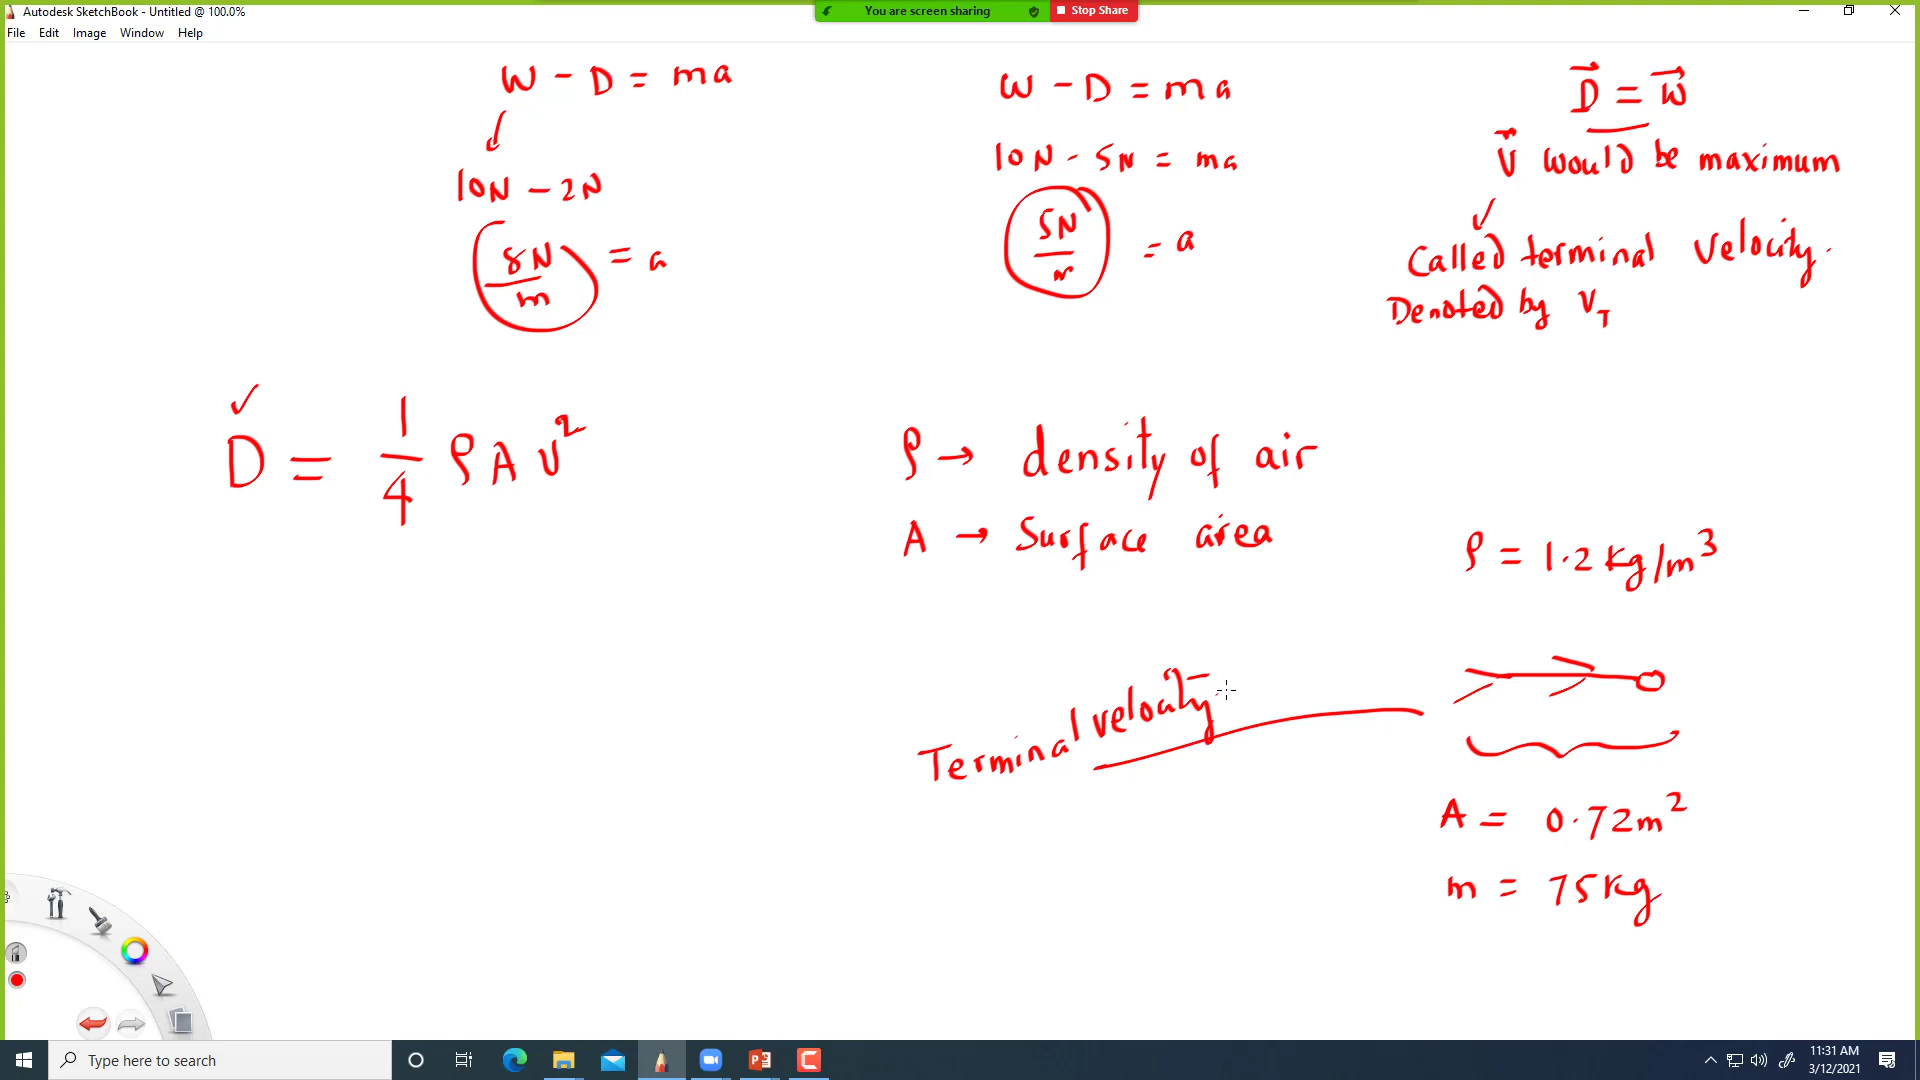 Autodesk SketchBook - Untitled @ 100.0%
You are screen sharing
Stop Share
File Edit Image Window Help
W - D = ma
10N - 2N
8N/m = a
W - D = ma
10N - 5N = ma
5N/m = a
D⃗ = W⃗
V⃗ would be maximum
Called terminal velocity.
Denoted by V_T
D = 1/4 ρ A v²
ρ → density of air
A → Surface area
ρ = 1.2 kg/m³
Terminal velocity
A = 0.72m²
m = 75kg
Type here to search
11:31 AM
3/12/2021